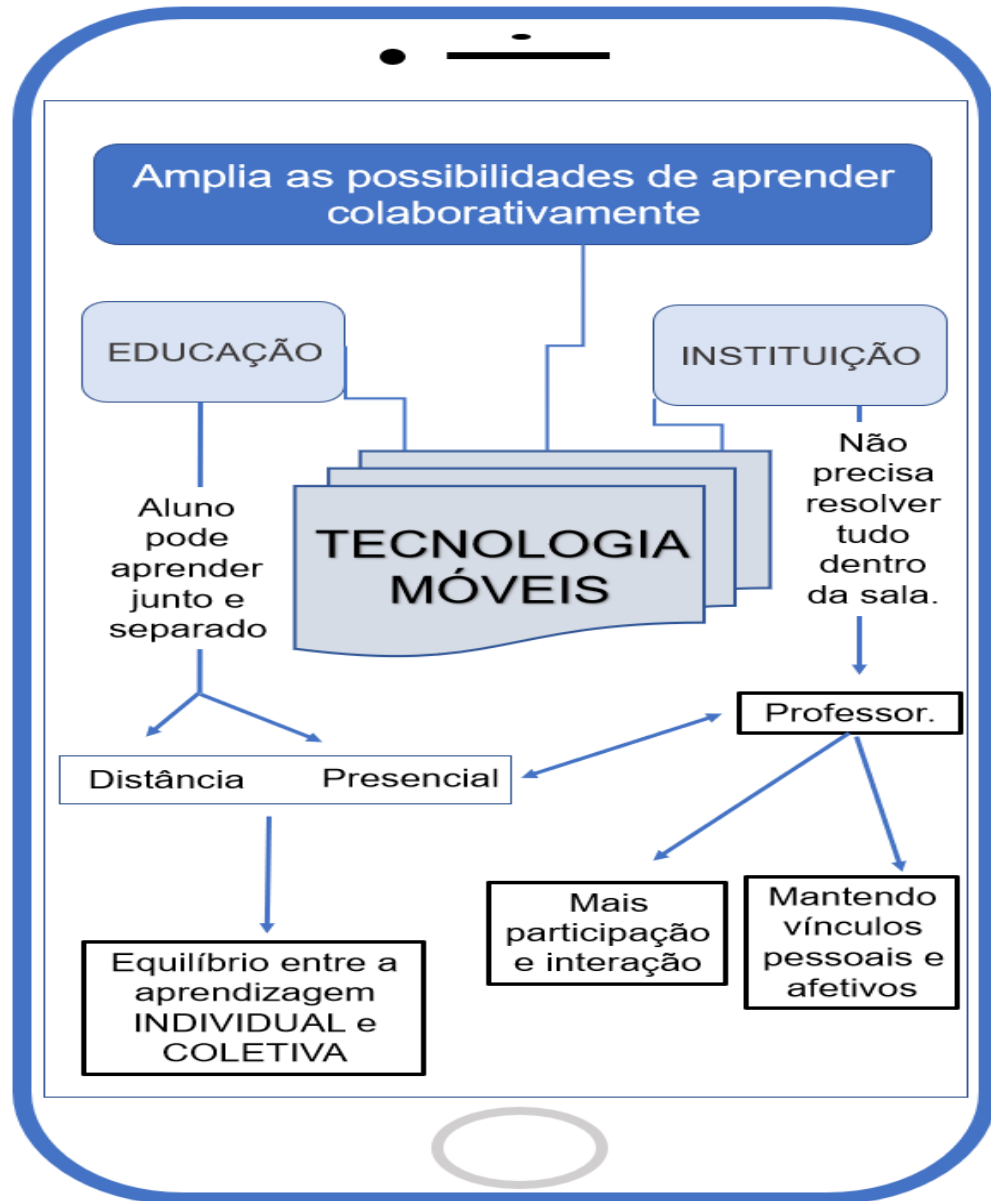 Amplia as possibilidades de aprender
colaborativamente
EDUCAÇÃO
INSTITUIÇÃO
TECNOLOGIA
MÓVEIS
Aluno
pode
aprender
junto e
separado
Não
precisa
resolver
tudo
dentro
da sala.
Distância
Presencial
Professor.
Equilíbrio entre a
aprendizagem
INDIVIDUAL e
COLETIVA
Mais
participação
e interação
Mantendo
vínculos
pessoais e
afetivos